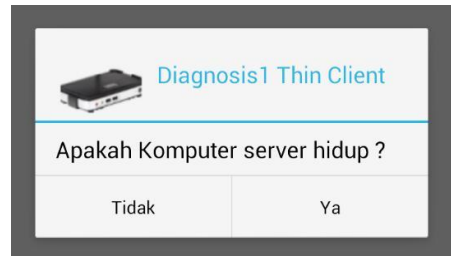 Diagnosis1 Thin Client
Apakah Komputer server hidup ?
Tidak
Ya